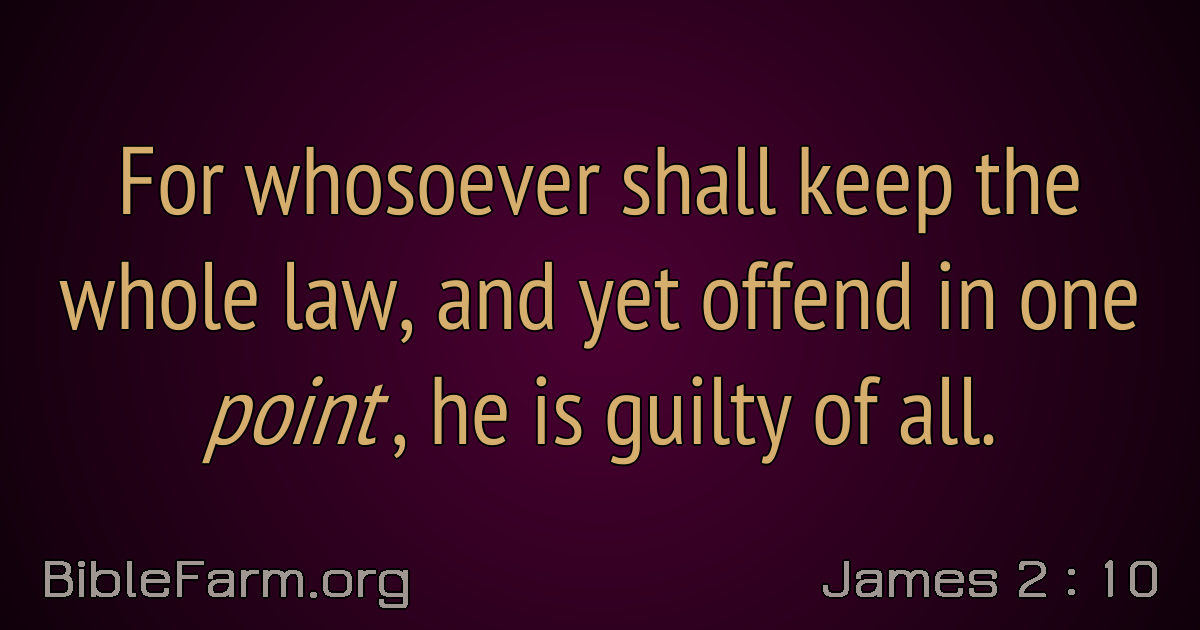 For whosoever shall keep the
whole law, and yet offend in one
point, he is guilty of all.
BibleFarm.org
James 2 : 10